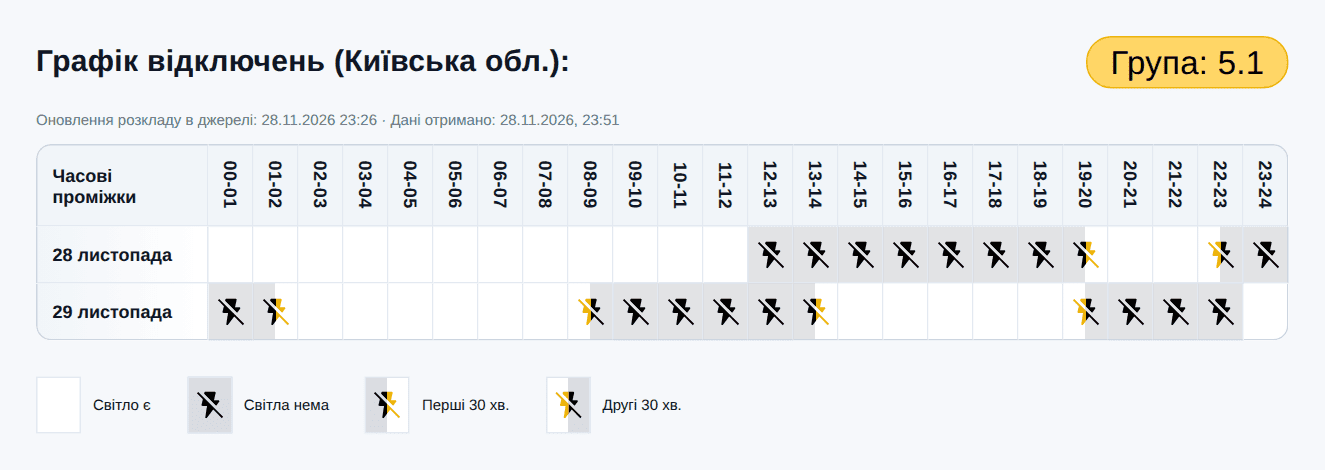 Графік відключень (Київська обл.):
Група: 5.1
Оновлення розкладу в джерелі: 28.11.2026 23:26 · Дані отримано: 28.11.2026, 23:51
Часові
проміжки
00-01
01-02
02-03
03-04
04-05
05-06
06-07
07-08
08-09
09-10
10-11
11-12
12-13
13-14
14-15
15-16
16-17
17-18
18-19
19-20
20-21
21-22
22-23
23-24
28 листопада
29 листопада
Світло є
Світла нема
Перші 30 хв.
Другі 30 хв.